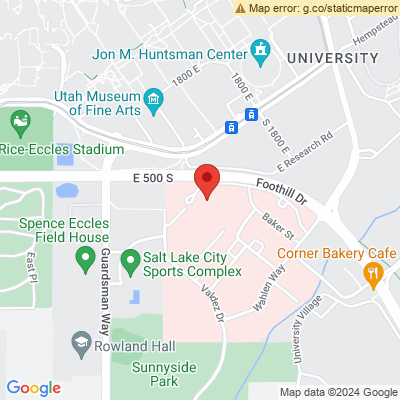 Map error: g.co/staticmaperror
Jon M. Huntsman Center
UNIVERSITY
Hempstead
1800 E
S 1800 E
Utah Museum
of Fine Arts
Rice-Eccles Stadium
E Research Rd
E 500 S
Foothill Dr
Baker St
Spence Eccles
Field House
Guardsman Way
East Pl
Salt Lake City
Sports Complex
Corner Bakery Cafe
Wahlen Way
Valdez Dr
University Village
Rowland Hall
Sunnyside
Park
Google
Map data ©2024 Google